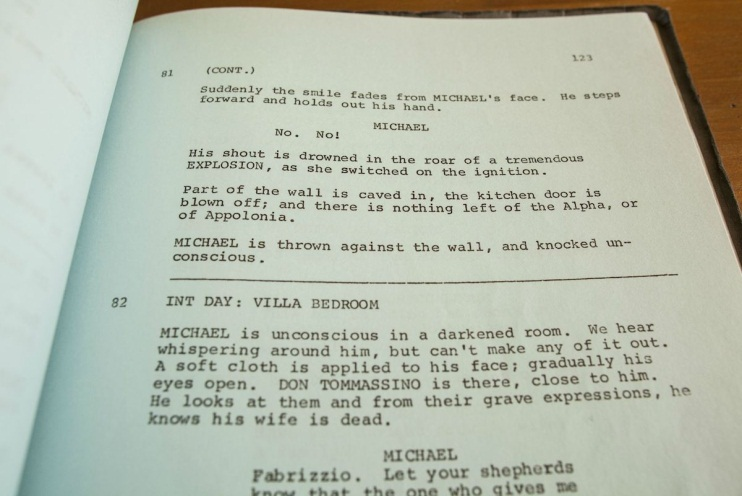 123
81 (CONT.)
Suddenly the smile fades from MICHAEL's face. He steps
forward and holds out his hand.
MICHAEL
No. No!
His shout is drowned in the roar of a tremendous
EXPLOSION, as she switched on the ignition.
Part of the wall is caved in, the kitchen door is
blown off; and there is nothing left of the Alpha, or
of Appolonia.
MICHAEL is thrown against the wall, and knocked un-
conscious.
82 INT DAY: VILLA BEDROOM
MICHAEL is unconscious in a darkened room. We hear
whispering around him, but can't make any of it out.
A soft cloth is applied to his face; gradually his
eyes open. DON TOMMASSINO is there, close to him.
He looks at them and from their grave expressions, he
knows his wife is dead.
MICHAEL
Fabrizzio. Let your shepherds
know that the one who gives me